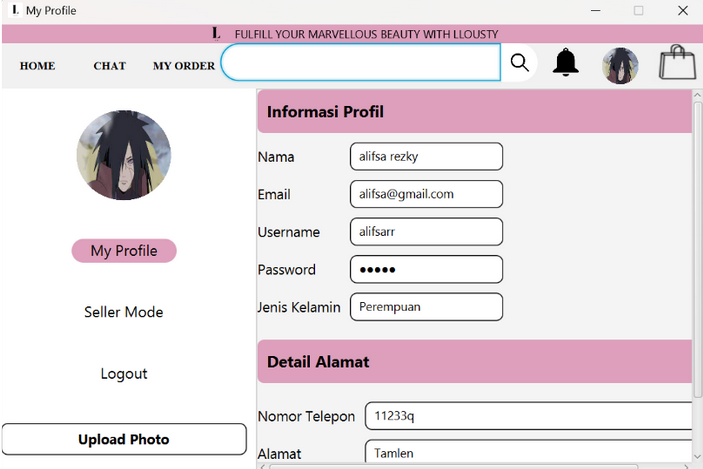 L My Profile
L FULFILL YOUR MARVELLOUS BEAUTY WITH LLOUSTY
HOME CHAT MY ORDER
My Profile
Seller Mode
Logout
Upload Photo
Informasi Profil
Nama alifsa rezky
Email alifsa@gmail.com
Username alifsarr
Password •••••
Jenis Kelamin Perempuan
Detail Alamat
Nomor Telepon 11233q
Alamat Tamlen